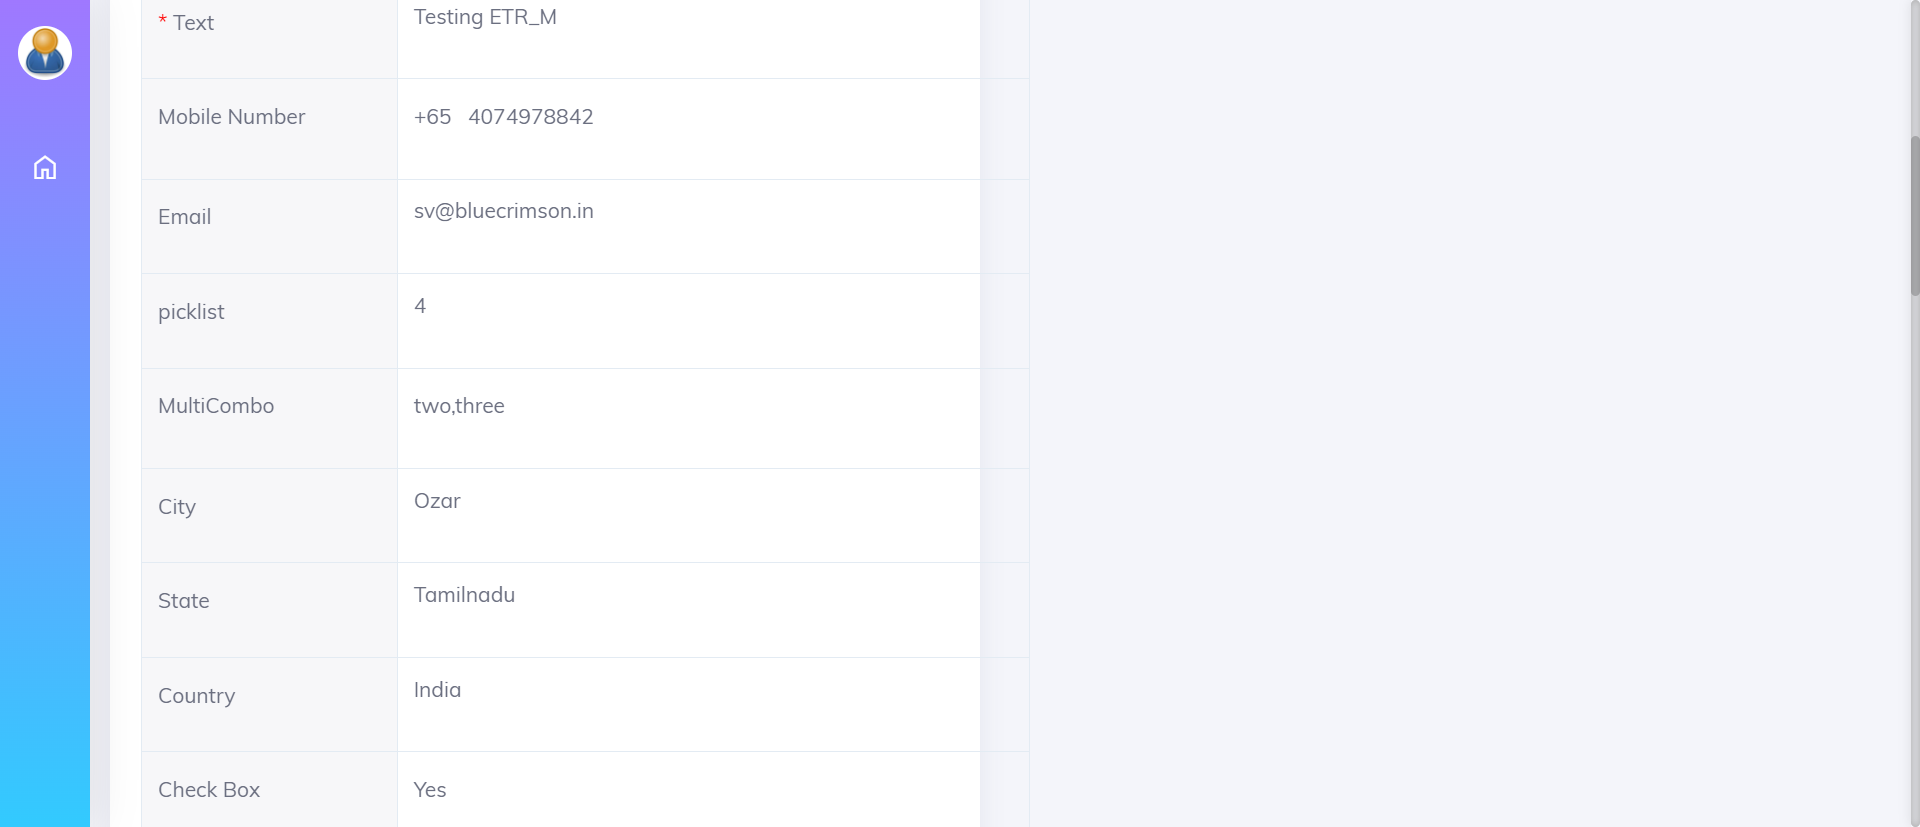 * Text
Testing ETR_M
Mobile Number
+65 4074978842
Email
sv@bluecrimson.in
picklist
4
MultiCombo
two,three
City
Ozar
State
Tamilnadu
Country
India
Check Box
Yes